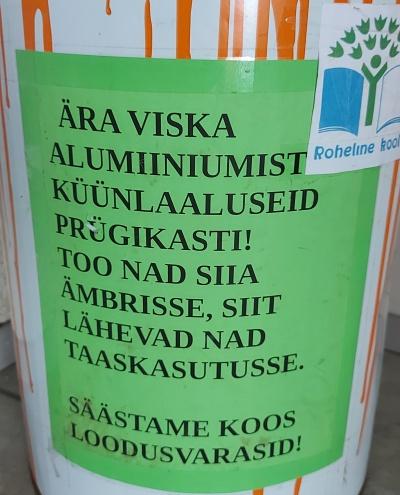 ÄRA VISKA
ALUMIINIUMIST
KÜÜNLAALUSEID
PRÜGIKASTI!
TOO NAD SIIA
ÄMBRISSE, SIIT
LÄHEVAD NAD
TAASKASUTUSSE.
SÄÄSTAME KOOS
LOODUSVARASID!
Roheline kool